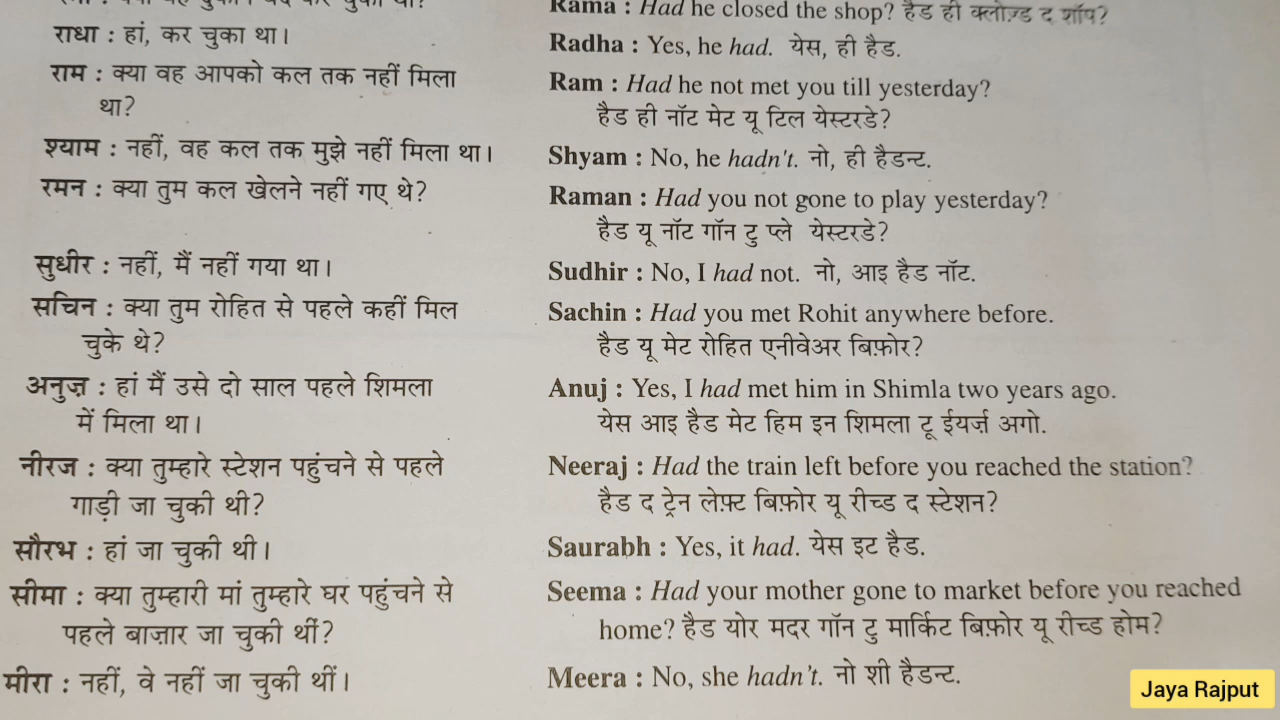 Rama : Had he closed the shop? हैड ही क्लोज़्ड द शॉप?
राधा : हां, कर चुका था।
Radha : Yes, he had. येस, ही हैड.
राम : क्या वह आपको कल तक नहीं मिला
था?
Ram : Had he not met you till yesterday?
हैड ही नॉट मेट यू टिल येस्टरडे?
श्याम : नहीं, वह कल तक मुझे नहीं मिला था।
Shyam : No, he hadn't. नो, ही हैडन्ट.
रमन : क्या तुम कल खेलने नहीं गए थे?
Raman : Had you not gone to play yesterday?
हैड यू नॉट गॉन टु प्ले येस्टरडे?
सुधीर : नहीं, मैं नहीं गया था।
Sudhir : No, I had not. नो, आइ हैड नॉट.
सचिन : क्या तुम रोहित से पहले कहीं मिल
चुके थे?
Sachin : Had you met Rohit anywhere before.
हैड यू मेट रोहित एनीवेअर बिफ़ोर?
अनुज़ : हां मैं उसे दो साल पहले शिमला
में मिला था।
Anuj : Yes, I had met him in Shimla two years ago.
येस आइ हैड मेट हिम इन शिमला टू ईयर्ज़ अगो.
नीरज : क्या तुम्हारे स्टेशन पहुंचने से पहले
गाड़ी जा चुकी थी?
Neeraj : Had the train left before you reached the station?
हैड द ट्रेन लेफ़्ट बिफ़ोर यू रीच्ड द स्टेशन?
सौरभ : हां जा चुकी थी।
Saurabh : Yes, it had. येस इट हैड.
सीमा : क्या तुम्हारी मां तुम्हारे घर पहुंचने से
पहले बाज़ार जा चुकी थीं?
Seema : Had your mother gone to market before you reached
home? हैड योर मदर गॉन टु मार्किट बिफ़ोर यू रीच्ड होम?
मीरा : नहीं, वे नहीं जा चुकी थीं।
Meera : No, she hadn't. नो शी हैडन्ट.
Jaya Rajput